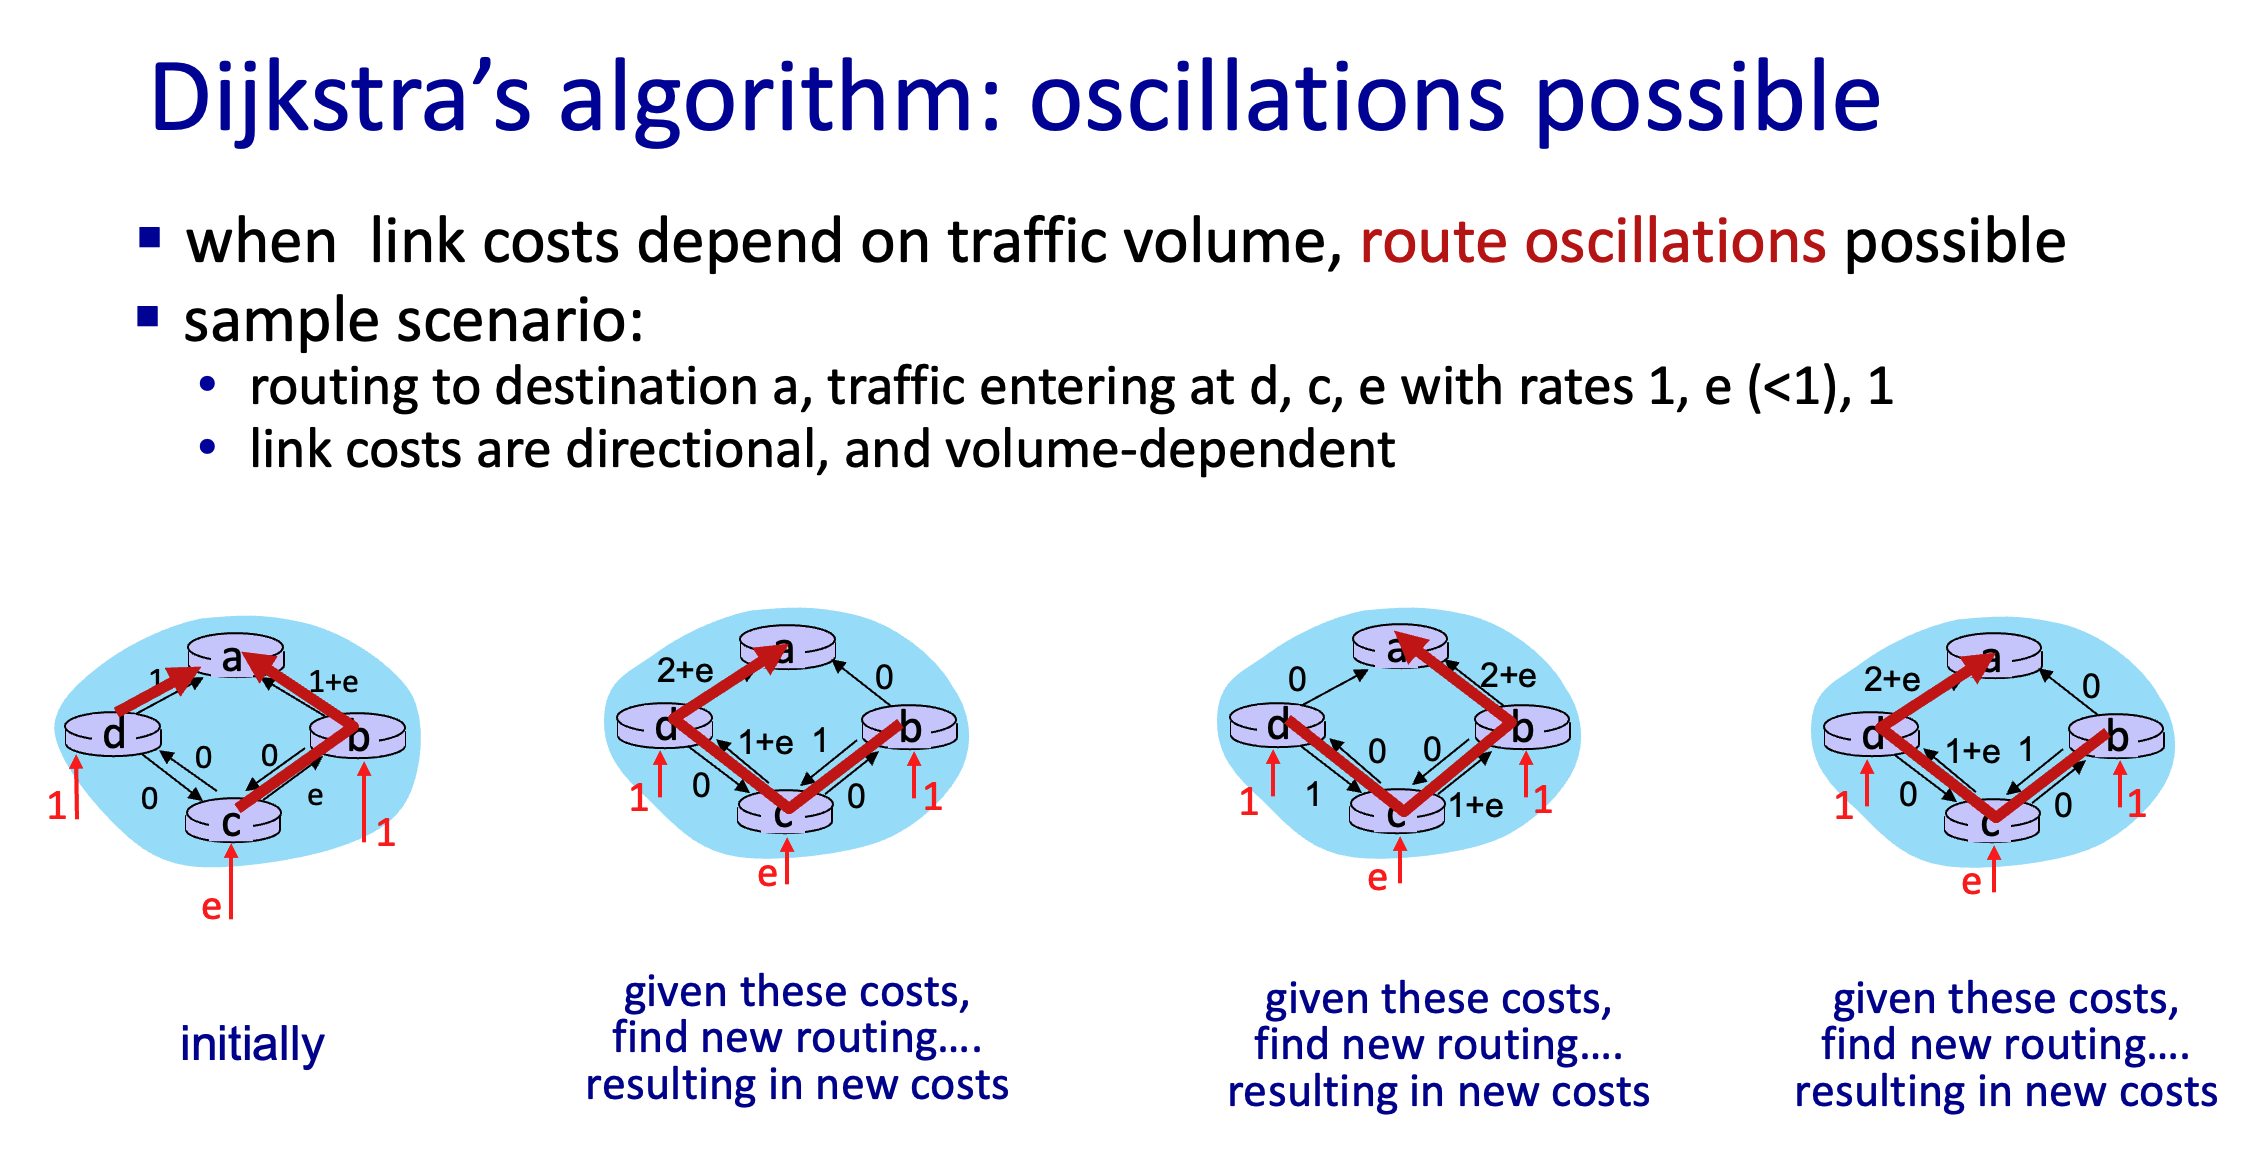 Dijkstra’s algorithm: oscillations possible
▪ when link costs depend on traffic volume, route oscillations possible
▪ sample scenario:
• routing to destination a, traffic entering at d, c, e with rates 1, e (<1), 1
• link costs are directional, and volume-dependent
a
1
1+e
d
b
0
0
0
e
c
1
1
e
initially
a
2+e
0
d
b
1+e
1
0
0
c
1
1
e
given these costs,
find new routing….
resulting in new costs
a
0
2+e
d
b
0
0
1
1+e
c
1
1
e
given these costs,
find new routing….
resulting in new costs
a
2+e
0
d
b
1+e
1
0
0
c
1
1
e
given these costs,
find new routing….
resulting in new costs